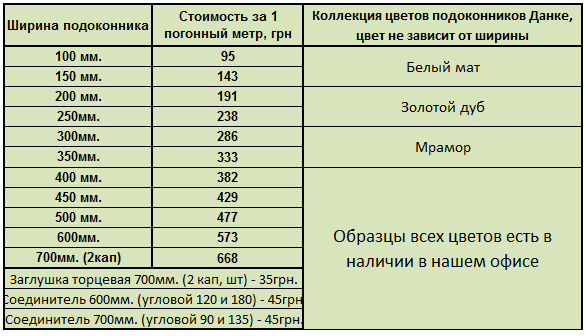 Ширина подоконника
Стоимость за 1
погонный метр, грн
Коллекция цветов подоконников Данке,
цвет не зависит от ширины
100 мм.
95
150 мм.
143
Белый мат
200 мм.
191
250мм.
238
Золотой дуб
300мм.
286
350мм.
333
Мрамор
400 мм.
382
450 мм.
429
500 мм.
477
600мм.
573
700мм. (2кап)
668
Образцы всех цветов есть в
наличии в нашем офисе
Заглушка торцевая 700мм. (2 кап, шт) - 35грн.
Соединитель 600мм. (угловой 120 и 180) - 45грн
Соединитель 700мм. (угловой 90 и 135) - 45грн.